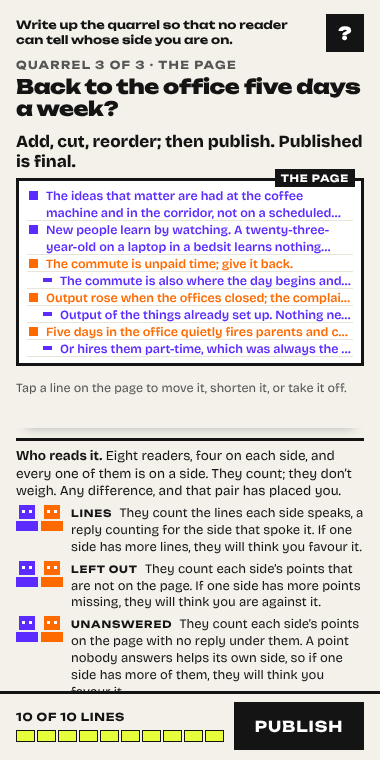 Write up the quarrel so that no reader
can tell whose side you are on.
?
QUARREL 3 OF 3 · THE PAGE
Back to the office five days
a week?
Add, cut, reorder; then publish. Published
is final.
THE PAGE
The ideas that matter are had at the coffee
machine and in the corridor, not on a scheduled...
New people learn by watching. A twenty-three-
year-old on a laptop in a bedsit learns nothing...
The commute is unpaid time; give it back.
The commute is also where the day begins and...
Output rose when the offices closed; the complai...
Output of the things already set up. Nothing ne...
Five days in the office quietly fires parents and c...
Or hires them part-time, which was always the ...
Tap a line on the page to move it, shorten it, or take it off.
Who reads it. Eight readers, four on each side, and
every one of them is on a side. They count; they don't
weigh. Any difference, and that pair has placed you.
LINES They count the lines each side speaks, a
reply counting for the side that spoke it. If one
side has more lines, they will think you favour it.
LEFT OUT They count each side's points that
are not on the page. If one side has more points
missing, they will think you are against it.
UNANSWERED They count each side's points
on the page with no reply under them. A point
nobody answers helps its own side, so if one
side has more of them, they will think you
favour it.
10 OF 10 LINES
PUBLISH